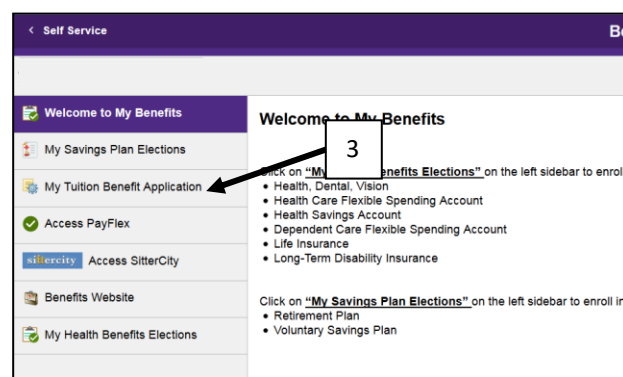 < Self Service
Be
Welcome to My Benefits
My Savings Plan Elections
My Tuition Benefit Application
Access PayFlex
sittercity Access SitterCity
Benefits Website
My Health Benefits Elections
Welcome to My Benefits
3
Click on "My enefits Elections" on the left sidebar to enroll
• Health, Dental, Vision
• Health Care Flexible Spending Account
• Health Savings Account
• Dependent Care Flexible Spending Account
• Life Insurance
• Long-Term Disability Insurance
Click on "My Savings Plan Elections" on the left sidebar to enroll in
• Retirement Plan
• Voluntary Savings Plan